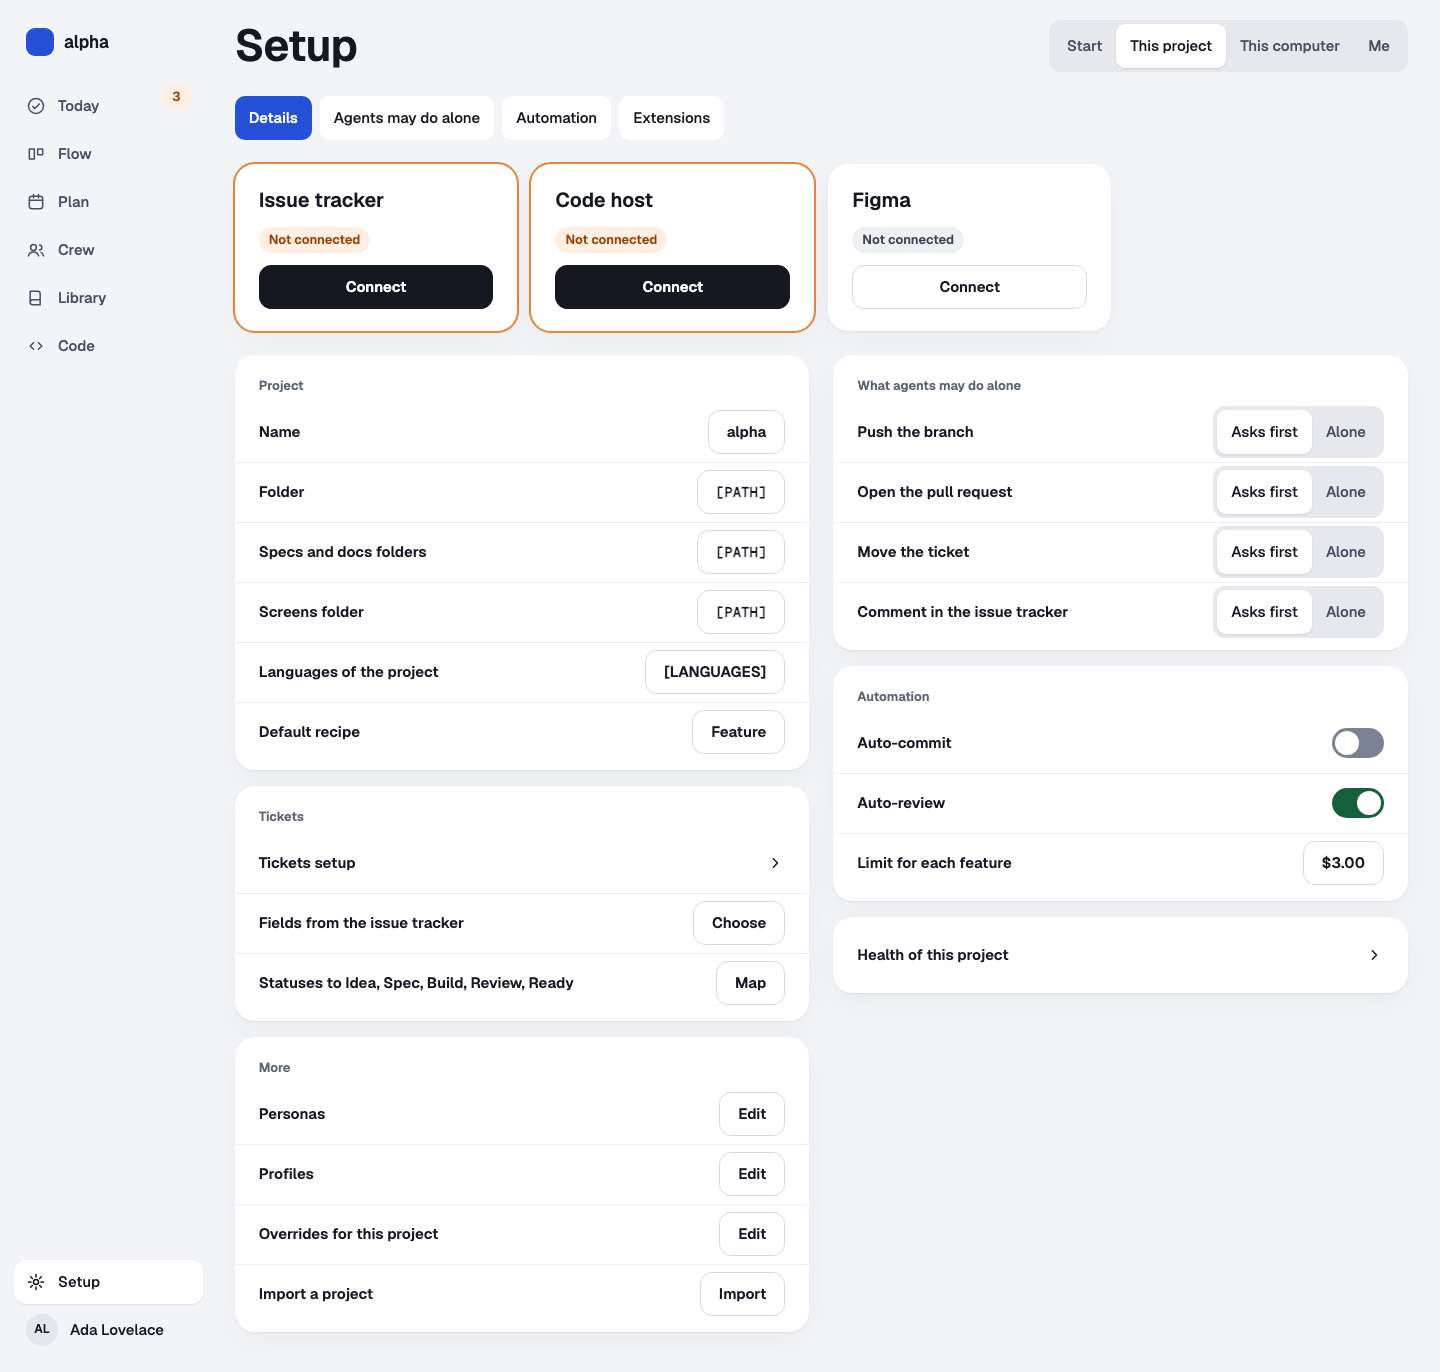 alpha
Today
3
Flow
Plan
Crew
Library
Code
Setup
AL
Ada Lovelace
Setup
Start
This project
This computer
Me
Details
Agents may do alone
Automation
Extensions
Issue tracker
Not connected
Connect
Code host
Not connected
Connect
Figma
Not connected
Connect
Project
Name
alpha
Folder
[PATH]
Specs and docs folders
[PATH]
Screens folder
[PATH]
Languages of the project
[LANGUAGES]
Default recipe
Feature
Tickets
Tickets setup
Fields from the issue tracker
Choose
Statuses to Idea, Spec, Build, Review, Ready
Map
More
Personas
Edit
Profiles
Edit
Overrides for this project
Edit
Import a project
Import
What agents may do alone
Push the branch
Asks first
Alone
Open the pull request
Asks first
Alone
Move the ticket
Asks first
Alone
Comment in the issue tracker
Asks first
Alone
Automation
Auto-commit
Auto-review
Limit for each feature
$3.00
Health of this project